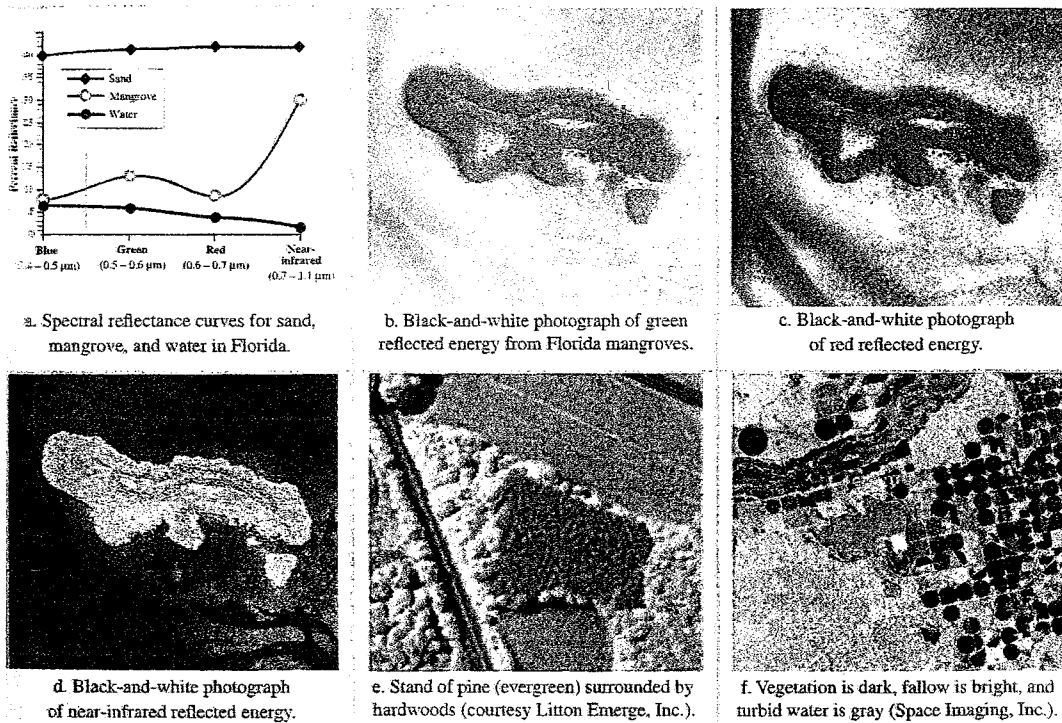 Sand
Mangrove
Water
Blue
Green
Red
Near-
infrared
(0.5 – 0.6 μm)
(0.6 – 0.7 μm)
(0.7 – 1.1 μm)
a. Spectral reflectance curves for sand,
mangrove, and water in Florida.
b. Black-and-white photograph of green
reflected energy from Florida mangroves.
c. Black-and-white photograph
of red reflected energy.
d. Black-and-white photograph
of near-infrared reflected energy.
e. Stand of pine (evergreen) surrounded by
hardwoods (courtesy Litton Emerge, Inc.).
f. Vegetation is dark, fallow is bright, and
turbid water is gray (Space Imaging, Inc.).